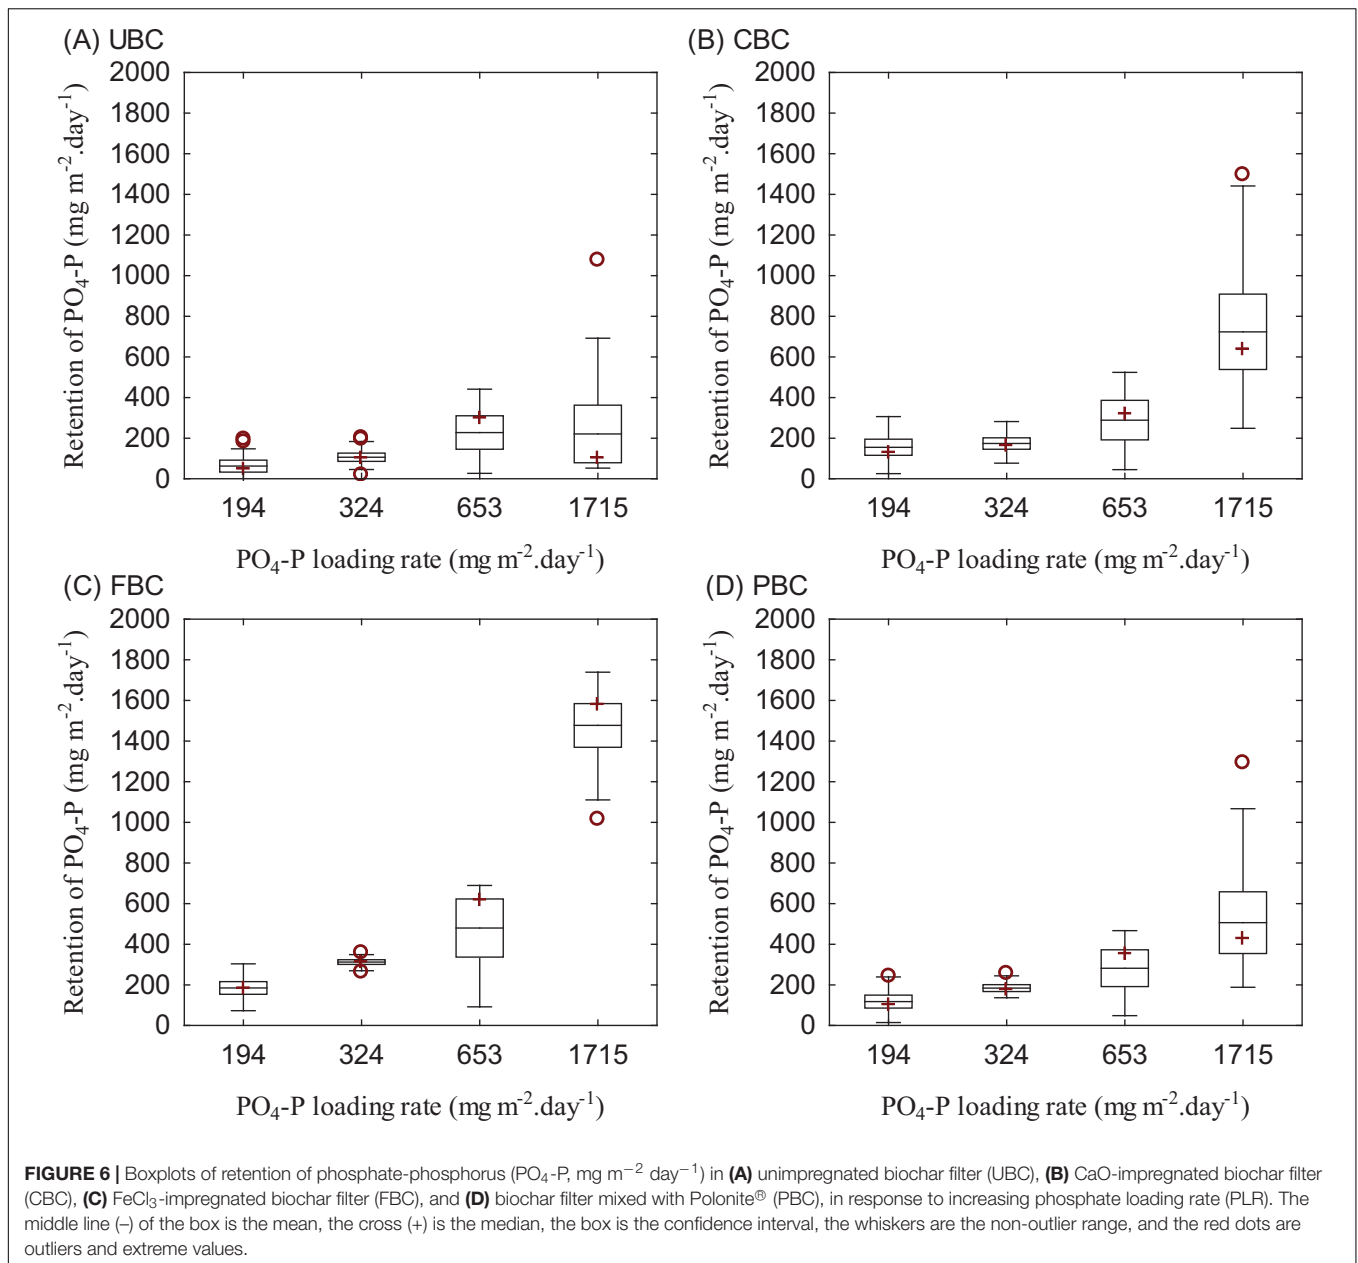 (A) UBC
2000
1800
1600
1400
1200
1000
800
600
400
200
0
Retention of PO4-P (mg m-2.day-1)
194 324 653 1715
PO4-P loading rate (mg m-2.day-1)
(B) CBC
2000
1800
1600
1400
1200
1000
800
600
400
200
0
Retention of PO4-P (mg m-2.day-1)
194 324 653 1715
PO4-P loading rate (mg m-2.day-1)
(C) FBC
2000
1800
1600
1400
1200
1000
800
600
400
200
0
Retention of PO4-P (mg m-2.day-1)
194 324 653 1715
PO4-P loading rate (mg m-2.day-1)
(D) PBC
2000
1800
1600
1400
1200
1000
800
600
400
200
0
Retention of PO4-P (mg m-2.day-1)
194 324 653 1715
PO4-P loading rate (mg m-2.day-1)
FIGURE 6 | Boxplots of retention of phosphate-phosphorus (PO4-P, mg m−2 day−1) in (A) unimpregnated biochar filter (UBC), (B) CaO-impregnated biochar filter
(CBC), (C) FeCl3-impregnated biochar filter (FBC), and (D) biochar filter mixed with Polonite® (PBC), in response to increasing phosphate loading rate (PLR). The
middle line (–) of the box is the mean, the cross (+) is the median, the box is the confidence interval, the whiskers are the non-outlier range, and the red dots are
outliers and extreme values.